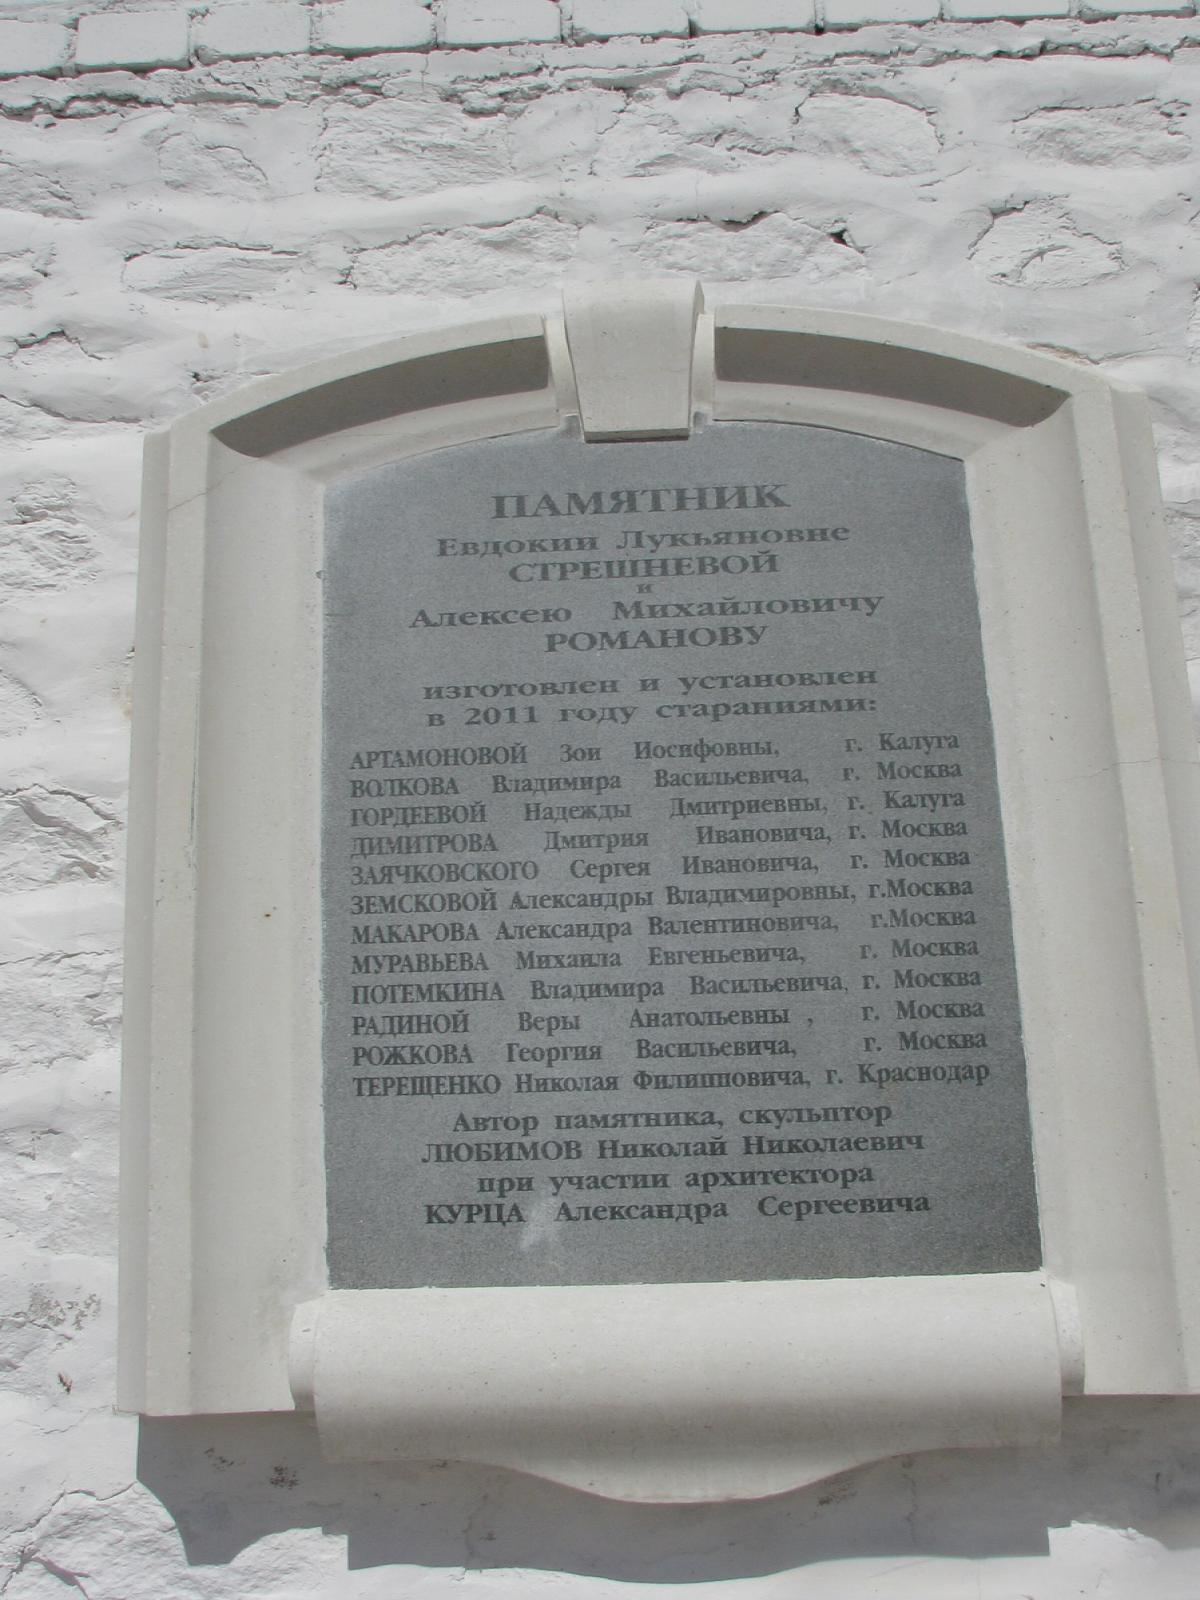 ПАМЯТНИК
Евдокии Лукьяновне
СТРЕШНЕВОЙ
и
Алексею Михайловичу
РОМАНОВУ
изготовлен и установлен
в 2011 году стараниями:
АРТАМОНОВОЙ Зои Иосифовны, г. Калуга
ВОЛКОВА Владимира Васильевича, г. Москва
ГОРДЕЕВОЙ Надежды Дмитриевны, г. Калуга
ДИМИТРОВА Дмитрия Ивановича, г. Москва
ЗАЯЧКОВСКОГО Сергея Ивановича, г. Москва
ЗЕМСКОВОЙ Александры Владимировны, г.Москва
МАКАРОВА Александра Валентиновича, г.Москва
МУРАВЬЕВА Михаила Евгеньевича, г. Москва
ПОТЕМКИНА Владимира Васильевича, г. Москва
РАДИНОЙ Веры Анатольевны , г. Москва
РОЖКОВА Георгия Васильевича, г. Москва
ТЕРЕЩЕНКО Николая Филипповича, г. Краснодар
Автор памятника, скульптор
ЛЮБИМОВ Николай Николаевич
при участии архитектора
КУРЦА Александра Сергеевича